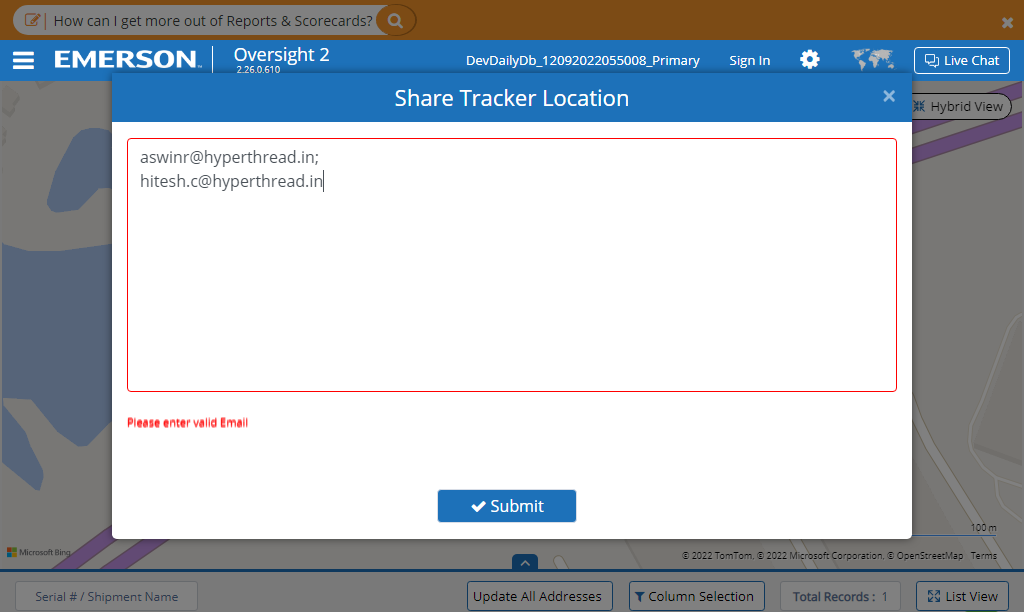 How can I get more out of Reports & Scorecards?
EMERSON
Oversight 2
2.26.0.610
DevDailyDb_12092022055008_Primary
Sign In
Live Chat
Share Tracker Location
Hybrid View
aswinr@hyperthread.in;
hitesh.c@hyperthread.in
Please enter valid Email
Submit
100 m
Microsoft Bing
© 2022 TomTom, © 2022 Microsoft Corporation, © OpenStreetMap Terms
Serial # / Shipment Name
Update All Addresses
Column Selection
Total Records : 1
List View